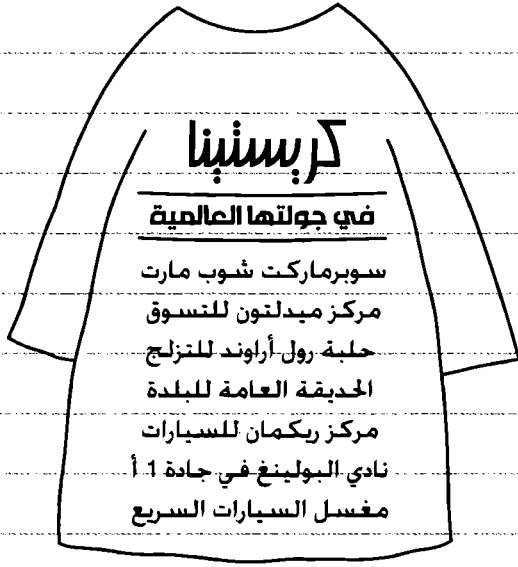 كريستينا
في جولتها العالمية
سوبرماركت شوب مارت
مركز ميدلتون للتسوق
حلبة رول أراوند للتزلج
الحديقة العامة للبلدة
مركز ريكمان للسيارات
نادي البولينغ في جادة 1 أ
مغسل السيارات السريع